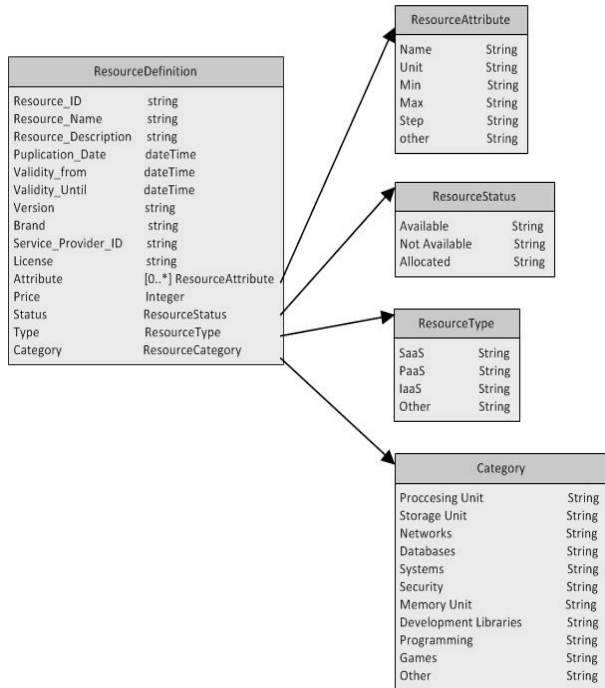 ResourceDefinition
Resource_ID string
Resource_Name string
Resource_Description string
Puplication_Date dateTime
Validity_from dateTime
Validity_Until dateTime
Version string
Brand string
Service_Provider_ID string
License string
Attribute [0..*] ResourceAttribute
Price Integer
Status ResourceStatus
Type ResourceType
Category ResourceCategory
ResourceAttribute
Name String
Unit String
Min String
Max String
Step String
other String
ResourceStatus
Available String
Not Available String
Allocated String
ResourceType
SaaS String
PaaS String
IaaS String
Other String
Category
Proccesing Unit String
Storage Unit String
Networks String
Databases String
Systems String
Security String
Memory Unit String
Development Libraries String
Programming String
Games String
Other String